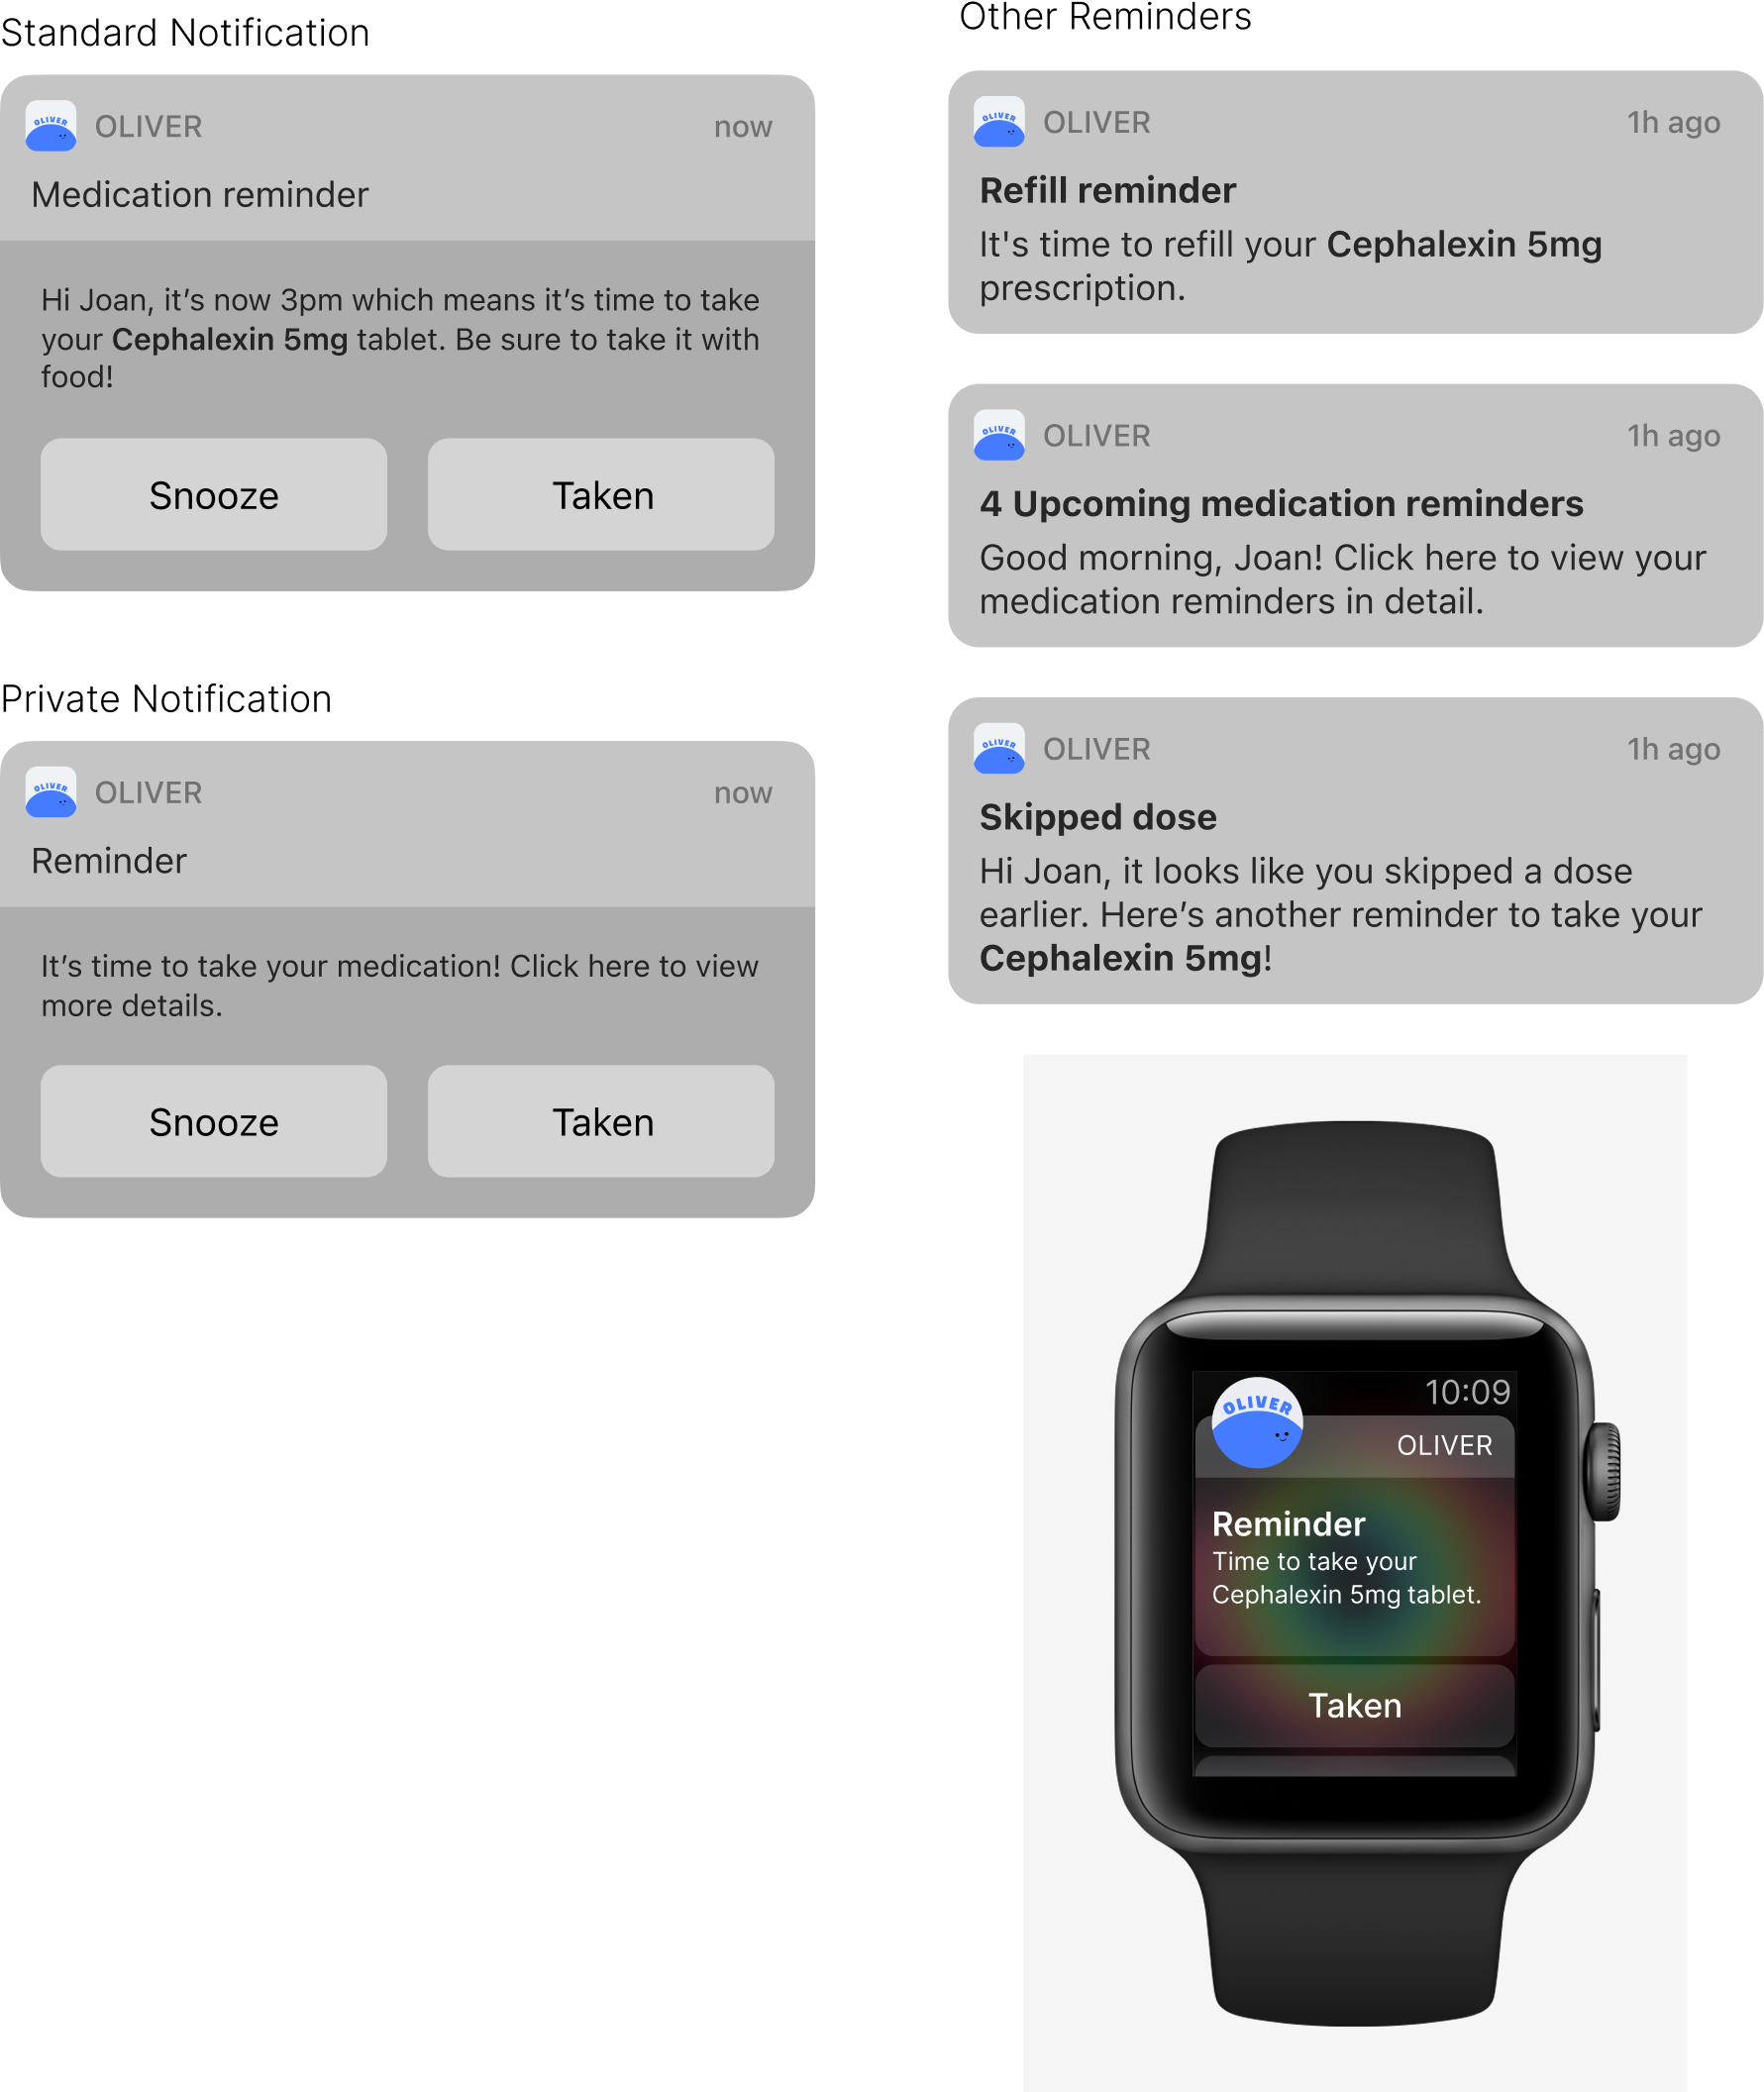 Standard Notification
OLIVER
OLIVER
now
Medication reminder
Hi Joan, it’s now 3pm which means it’s time to take
your Cephalexin 5mg tablet. Be sure to take it with
food!
Snooze
Taken
Private Notification
OLIVER
OLIVER
now
Reminder
It’s time to take your medication! Click here to view
more details.
Snooze
Taken
Other Reminders
OLIVER
OLIVER
1h ago
Refill reminder
It's time to refill your Cephalexin 5mg
prescription.
OLIVER
OLIVER
1h ago
4 Upcoming medication reminders
Good morning, Joan! Click here to view your
medication reminders in detail.
OLIVER
OLIVER
1h ago
Skipped dose
Hi Joan, it looks like you skipped a dose
earlier. Here’s another reminder to take your
Cephalexin 5mg!
10:09
OLIVER
OLIVER
Reminder
Time to take your
Cephalexin 5mg tablet.
Taken